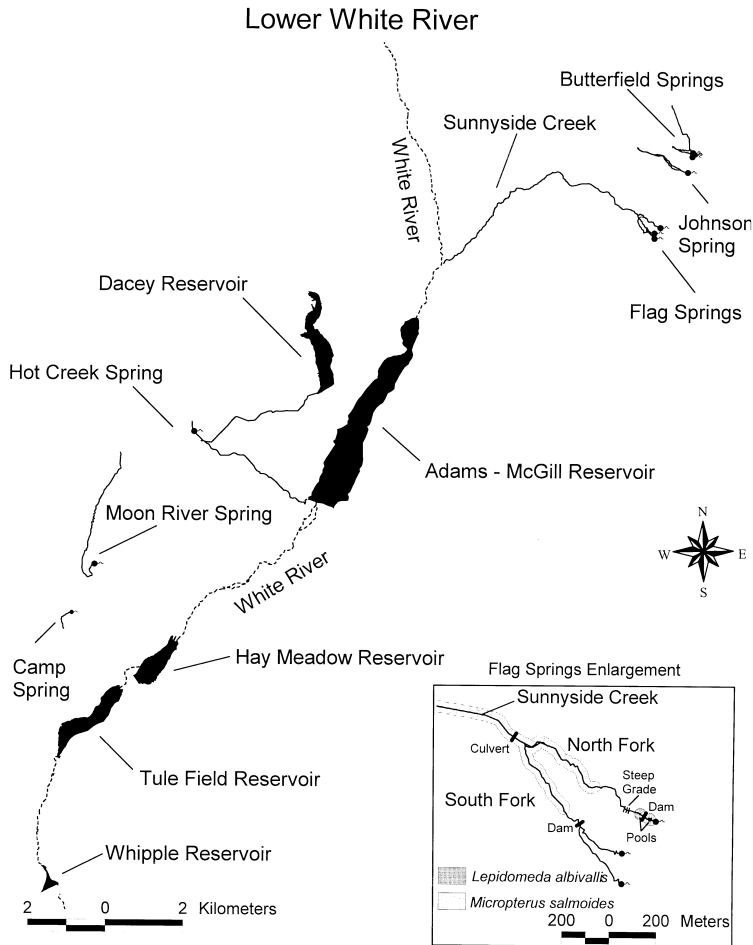 Lower White River
Butterfield Springs
Sunnyside Creek
White River
Johnson
Spring
Flag Springs
Dacey Reservoir
Hot Creek Spring
Adams - McGill Reservoir
Moon River Spring
N
W
E
S
White River
Camp
Spring
Hay Meadow Reservoir
Tule Field Reservoir
Whipple Reservoir
2 0 2 Kilometers
Flag Springs Enlargement
Sunnyside Creek
Culvert
North Fork
Steep
Grade
Dam
Pools
South Fork
Dam
Lepidomeda albivallis
Micropterus salmoides
200 0 200 Meters